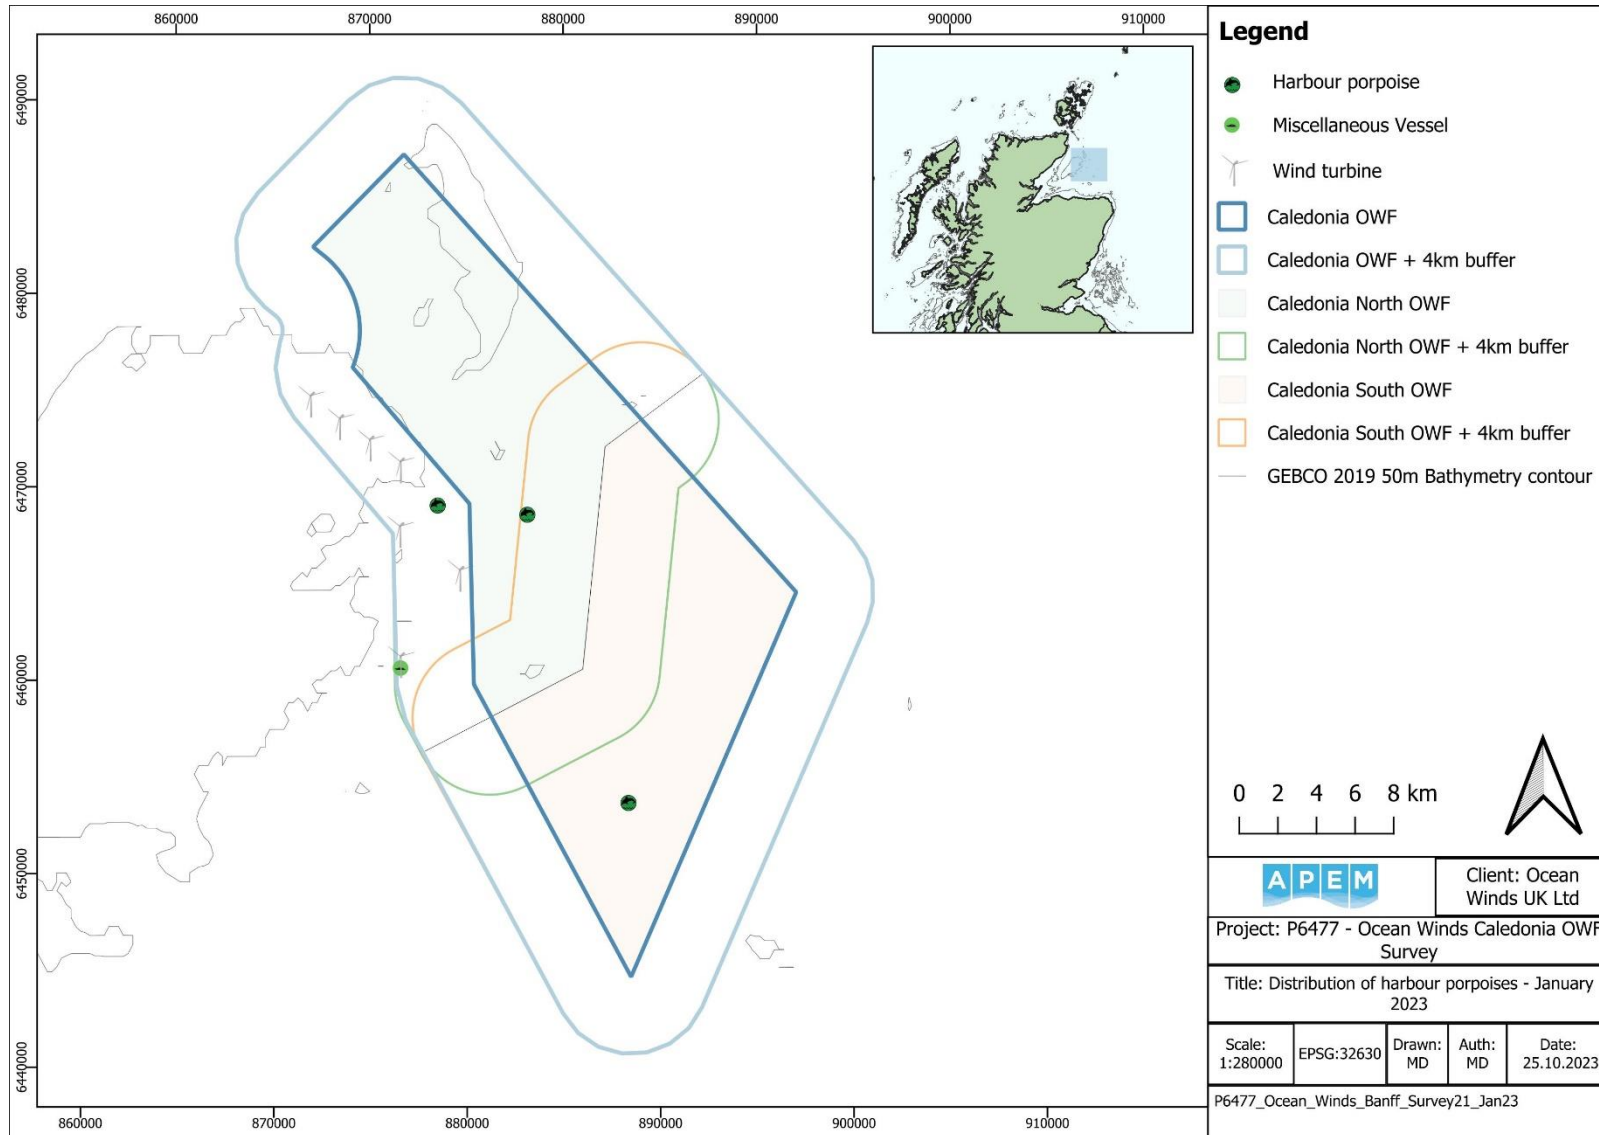 860000 870000 880000 890000 900000 910000
6490000
6480000
6470000
6460000
6450000
6440000
860000 870000 880000 890000 900000 910000
Legend
Harbour porpoise
Miscellaneous Vessel
Wind turbine
Caledonia OWF
Caledonia OWF + 4km buffer
Caledonia North OWF
Caledonia North OWF + 4km buffer
Caledonia South OWF
Caledonia South OWF + 4km buffer
GEBCO 2019 50m Bathymetry contour
0 2 4 6 8 km
APEM
Client: Ocean
Winds UK Ltd
Project: P6477 - Ocean Winds Caledonia OWF
Survey
Title: Distribution of harbour porpoises - January
2023
Scale:
1:280000
EPSG:32630
Drawn:
MD
Auth:
MD
Date:
25.10.2023
P6477_Ocean_Winds_Banff_Survey21_Jan23